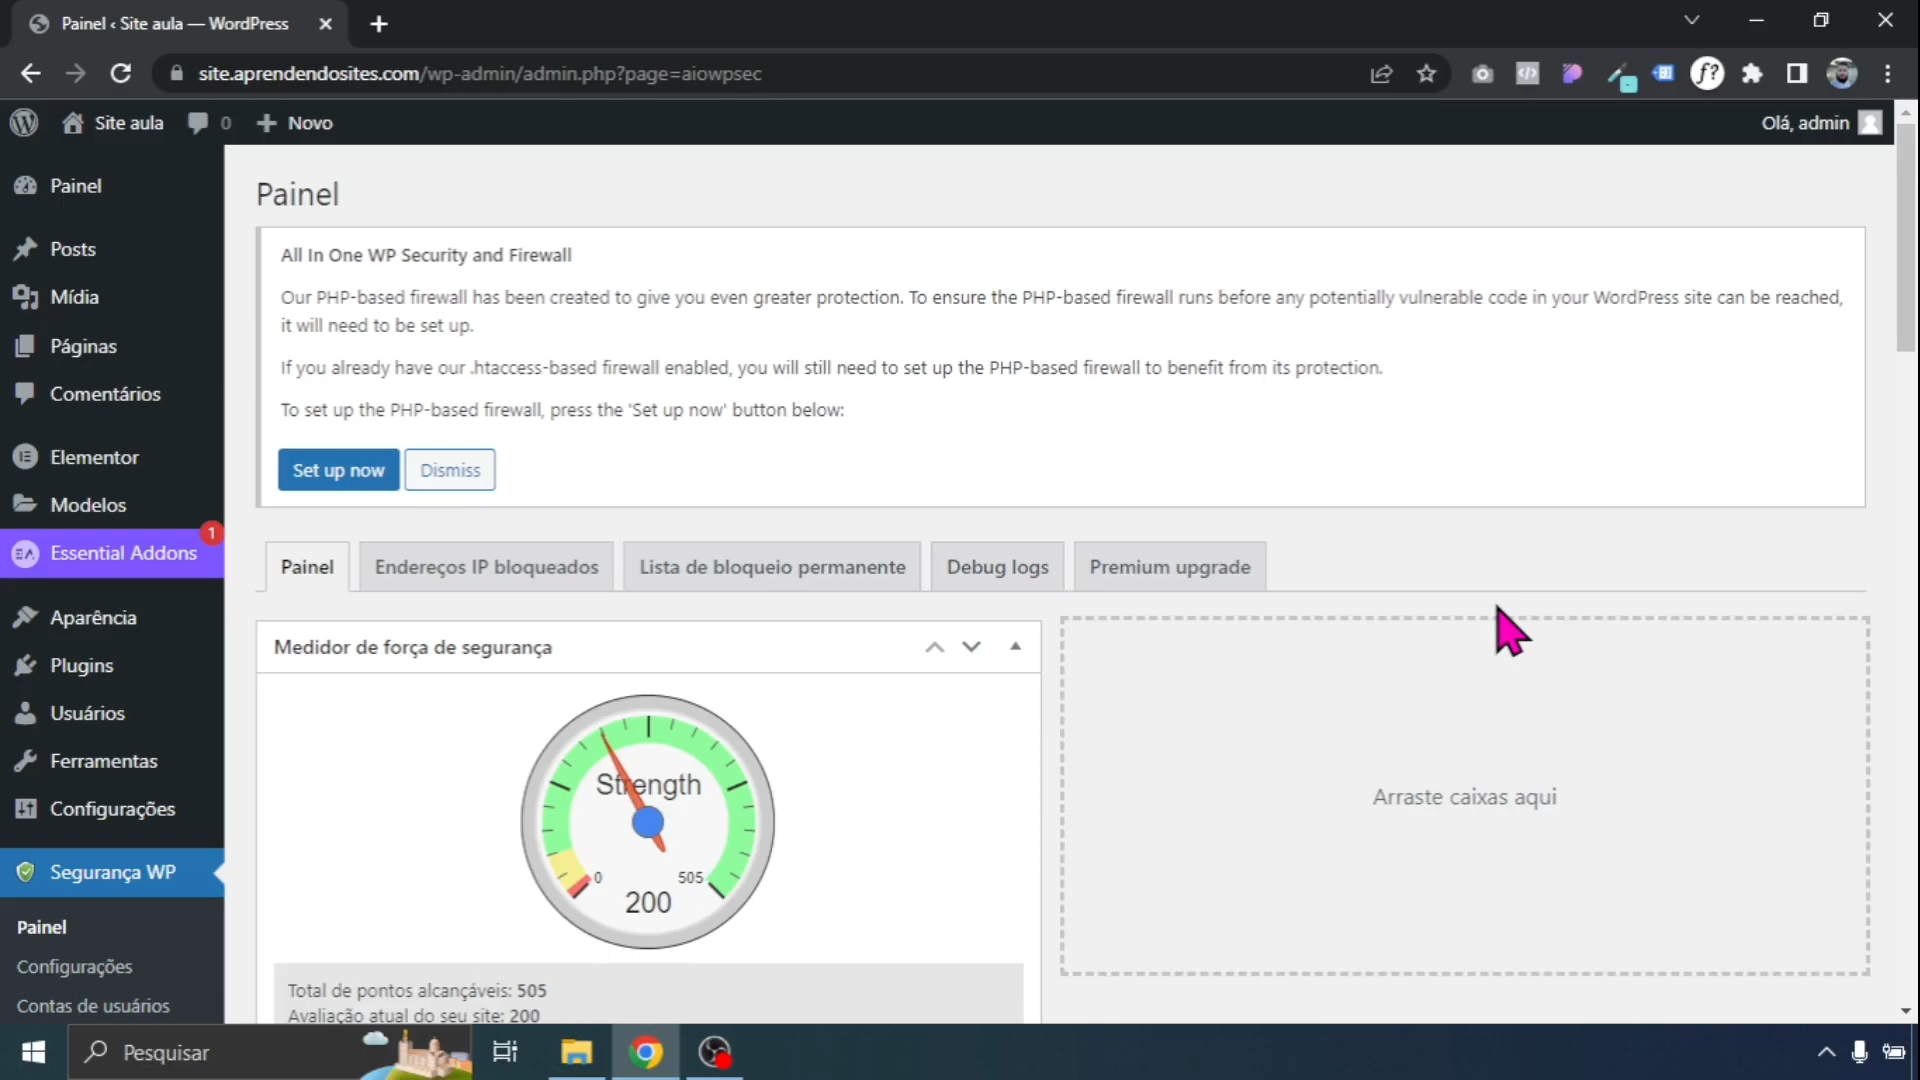 Painel ‹ Site aula — WordPress
site.aprendendosites.com/wp-admin/admin.php?page=aiowpsec
f?
Site aula
0
Novo
Olá, admin
Painel
Posts
Mídia
Páginas
Comentários
Elementor
Modelos
Essential Addons
1
Aparência
Plugins
Usuários
Ferramentas
Configurações
Segurança WP
Painel
Configurações
Contas de usuários
Painel
All In One WP Security and Firewall
Our PHP-based firewall has been created to give you even greater protection. To ensure the PHP-based firewall runs before any potentially vulnerable code in your WordPress site can be reached,
it will need to be set up.
If you already have our .htaccess-based firewall enabled, you will still need to set up the PHP-based firewall to benefit from its protection.
To set up the PHP-based firewall, press the 'Set up now' button below:
Set up now
Dismiss
Painel
Endereços IP bloqueados
Lista de bloqueio permanente
Debug logs
Premium upgrade
Medidor de força de segurança
Strength
0
505
200
Total de pontos alcançáveis: 505
Avaliação atual do seu site: 200
Arraste caixas aqui
Pesquisar